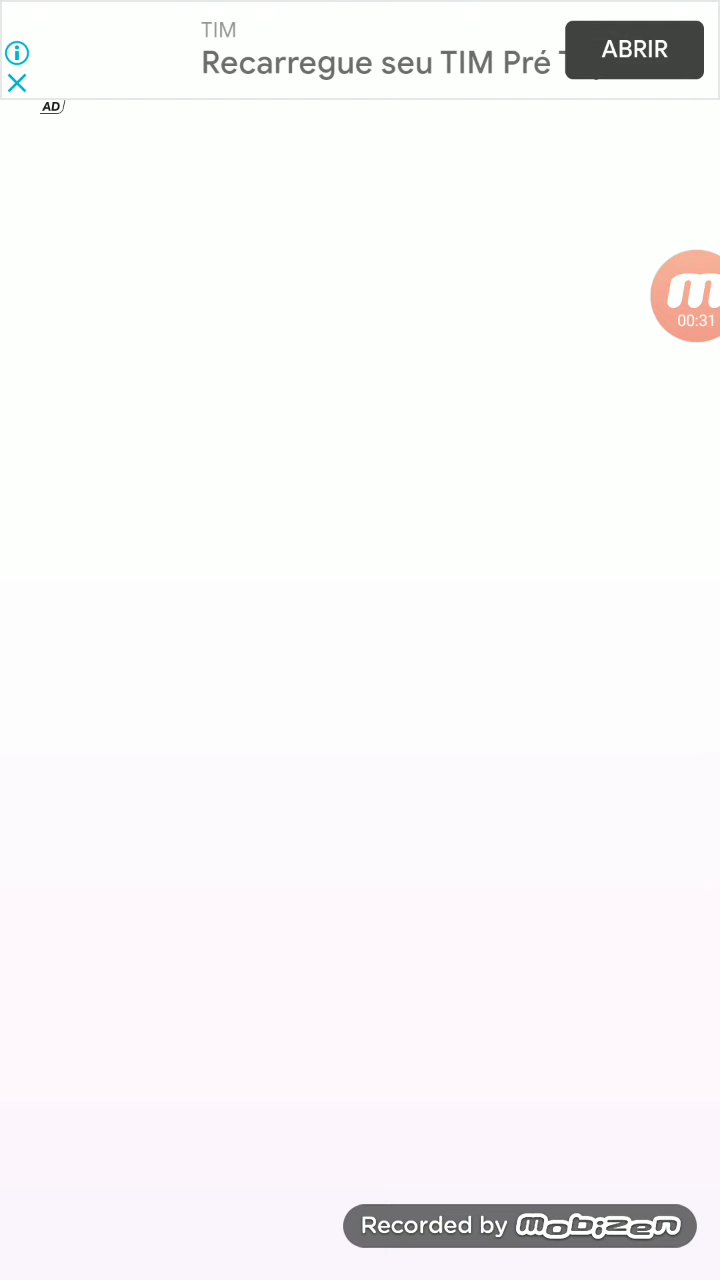 TIM
Recarregue seu TIM Pré
ABRIR
AD
m
00:31
Recorded by mobizen